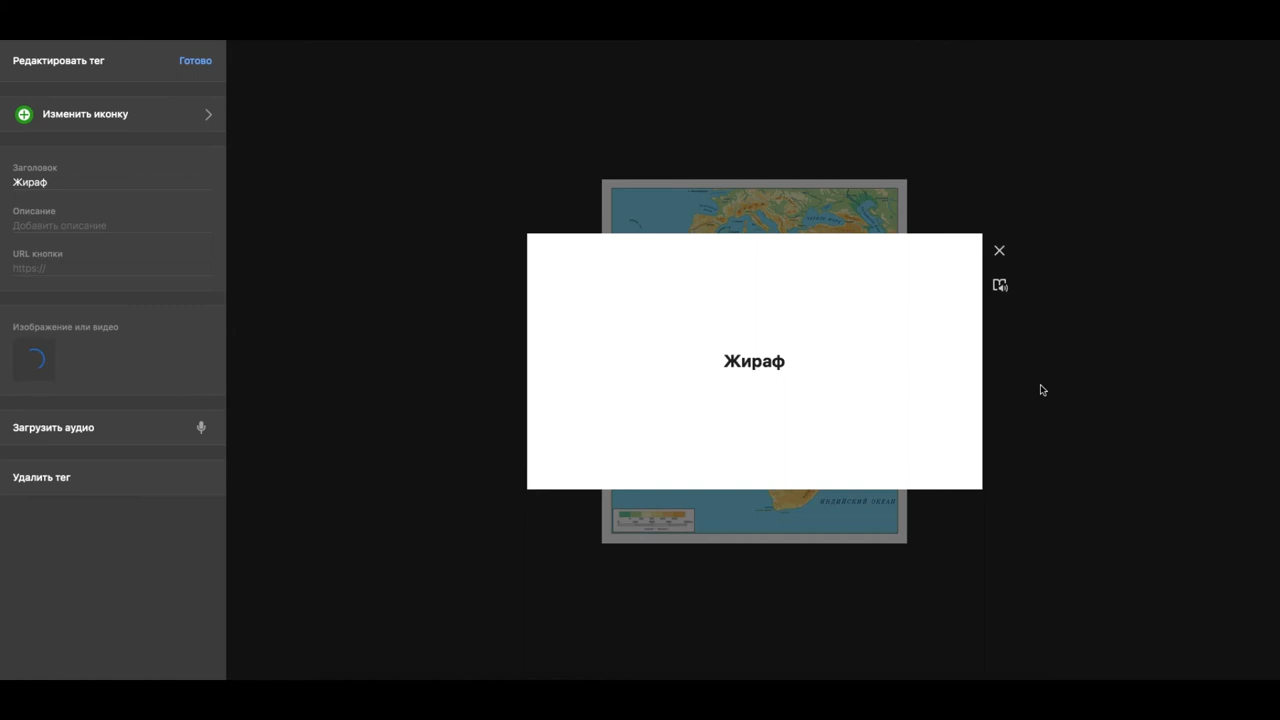 Редактировать тег
Готово
Изменить иконку
Заголовок
Жираф
Описание
Добавить описание
URL кнопки
https://
Изображение или видео
Загрузить аудио
Удалить тег
Жираф
ИНДИЙСКИЙ ОКЕАН